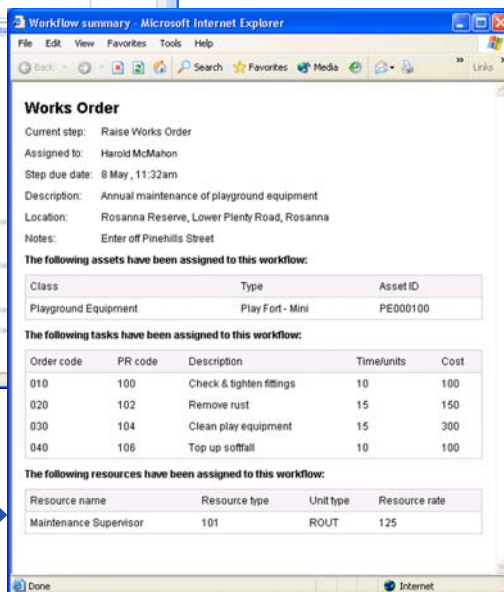 Workflow summary - Microsoft Internet Explorer
File Edit View Favorites Tools Help
Back Search Favorites Media Links
Works Order
Current step: Raise Works Order
Assigned to: Harold McMahon
Step due date: 8 May , 11:32am
Description: Annual maintenance of playground equipment
Location: Rosanna Reserve, Lower Plenty Road, Rosanna
Notes: Enter off Pinehills Street
The following assets have been assigned to this workflow:
Class Type Asset ID
Playground Equipment Play Fort - Mini PE000100
The following tasks have been assigned to this workflow:
Order code PR code Description Time/units Cost
010 100 Check & tighten fittings 10 100
020 102 Remove rust 15 150
030 104 Clean play equipment 15 300
040 106 Top up softfall 10 100
The following resources have been assigned to this workflow:
Resource name Resource type Unit type Resource rate
Maintenance Supervisor 101 ROUT 125
Done Internet